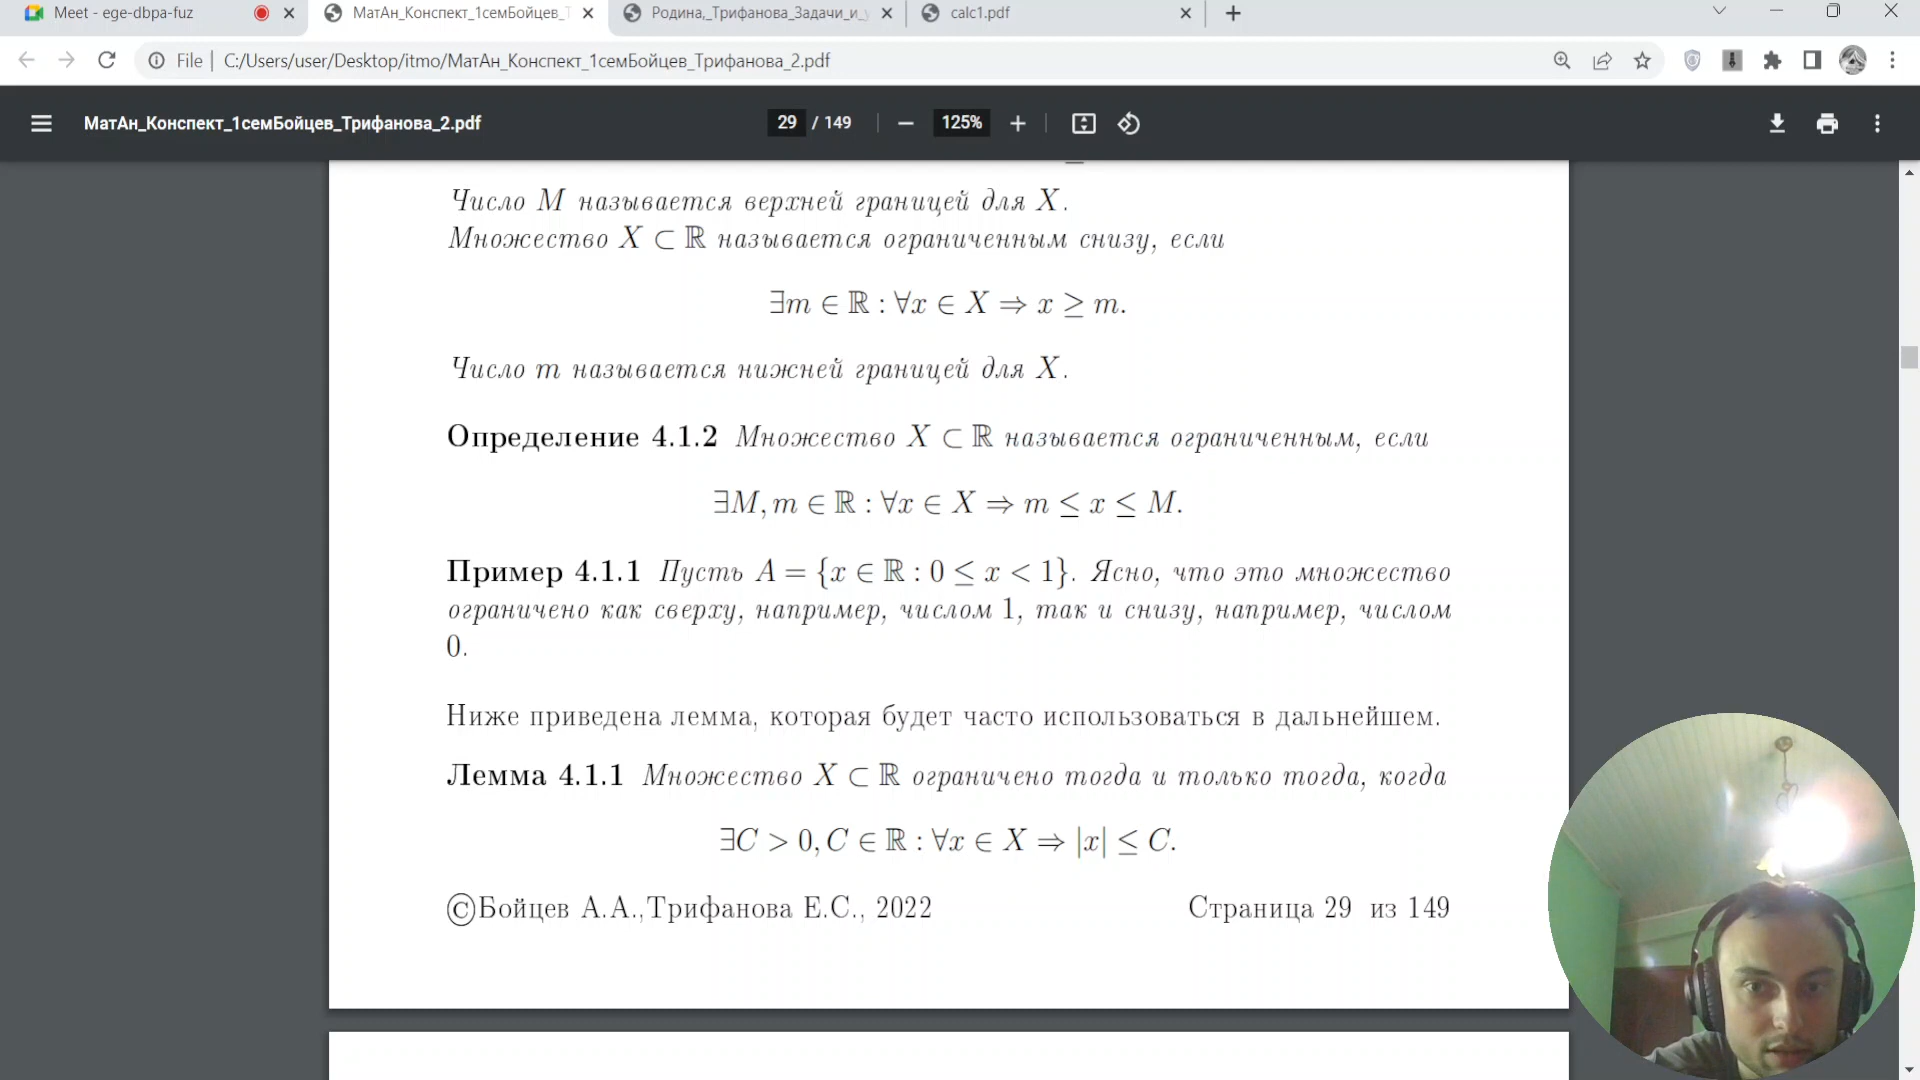 Meet - ege-dbpa-fuz
МатАн_Конспект_1семБойцев_Т
Родина,_Трифанова_Задачи_и_у
calc1.pdf
File | C:/Users/user/Desktop/itmo/МатАн_Конспект_1семБойцев_Трифанова_2.pdf
МатАн_Конспект_1семБойцев_Трифанова_2.pdf
29 / 149
125%
Число M называется верхней границей для X.
Множество X ⊂ ℝ называется ограниченным снизу, если
∃m ∈ ℝ : ∀x ∈ X ⇒ x ≥ m.
Число m называется нижней границей для X.
Определение 4.1.2 Множество X ⊂ ℝ называется ограниченным, если
∃M, m ∈ ℝ : ∀x ∈ X ⇒ m ≤ x ≤ M.
Пример 4.1.1 Пусть A = {x ∈ ℝ : 0 ≤ x < 1}. Ясно, что это множество
ограничено как сверху, например, числом 1, так и снизу, например, числом
0.
Ниже приведена лемма, которая будет часто использоваться в дальнейшем.
Лемма 4.1.1 Множество X ⊂ ℝ ограничено тогда и только тогда, когда
∃C > 0, C ∈ ℝ : ∀x ∈ X ⇒ |x| ≤ C.
©Бойцев А.А.,Трифанова Е.С., 2022
Страница 29 из 149